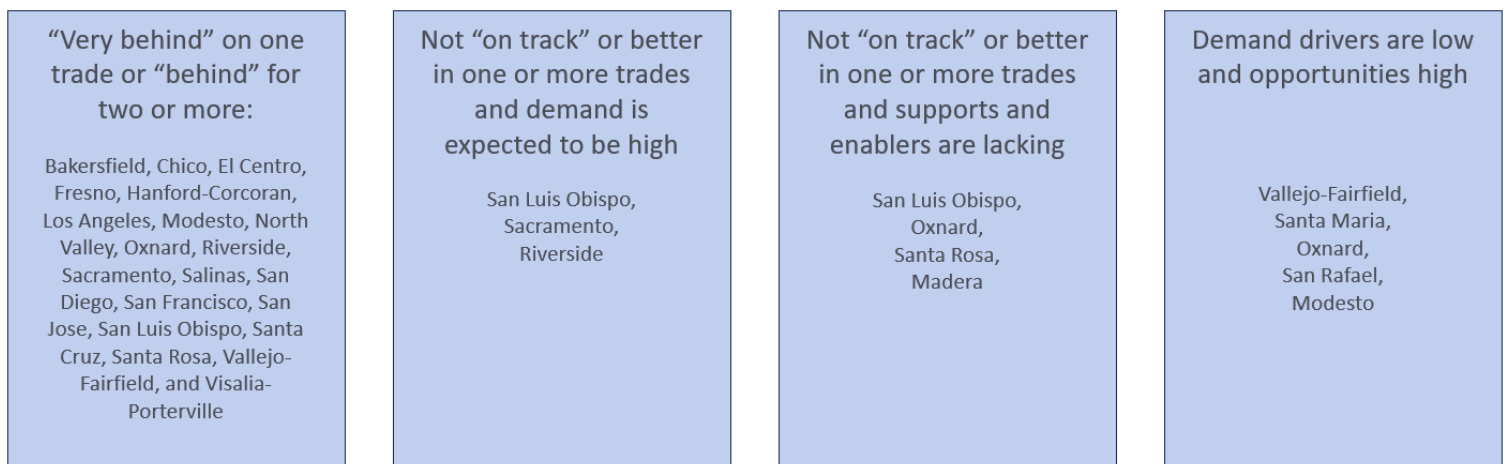 “Very behind” on one
trade or “behind” for
two or more:
Bakersfield, Chico, El Centro,
Fresno, Hanford-Corcoran,
Los Angeles, Modesto, North
Valley, Oxnard, Riverside,
Sacramento, Salinas, San
Diego, San Francisco, San
Jose, San Luis Obispo, Santa
Cruz, Santa Rosa, Vallejo-
Fairfield, and Visalia-
Porterville
Not “on track” or better
in one or more trades
and demand is
expected to be high
San Luis Obispo,
Sacramento,
Riverside
Not “on track” or better
in one or more trades
and supports and
enablers are lacking
San Luis Obispo,
Oxnard,
Santa Rosa,
Madera
Demand drivers are low
and opportunities high
Vallejo-Fairfield,
Santa Maria,
Oxnard,
San Rafael,
Modesto